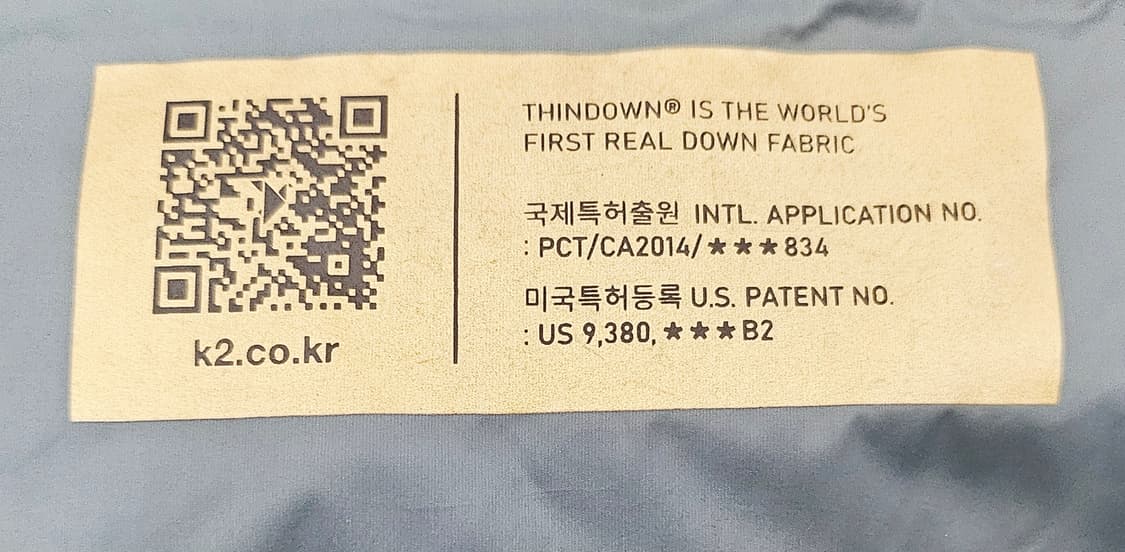 k2.co.kr
THINDOWN® IS THE WORLD'S
FIRST REAL DOWN FABRIC
국제특허출원 INTL. APPLICATION NO.
: PCT/CA2014/★★★834
미국특허등록 U.S. PATENT NO.
: US 9,380,★★★B2